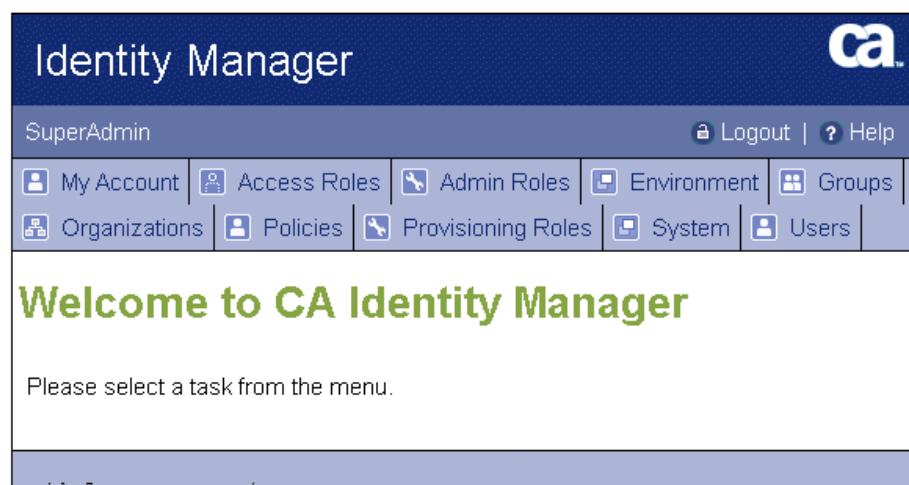 Identity Manager ca™
SuperAdmin Logout | ? Help
My Account Access Roles Admin Roles Environment Groups
Organizations Policies Provisioning Roles System Users
Welcome to CA Identity Manager
Please select a task from the menu.